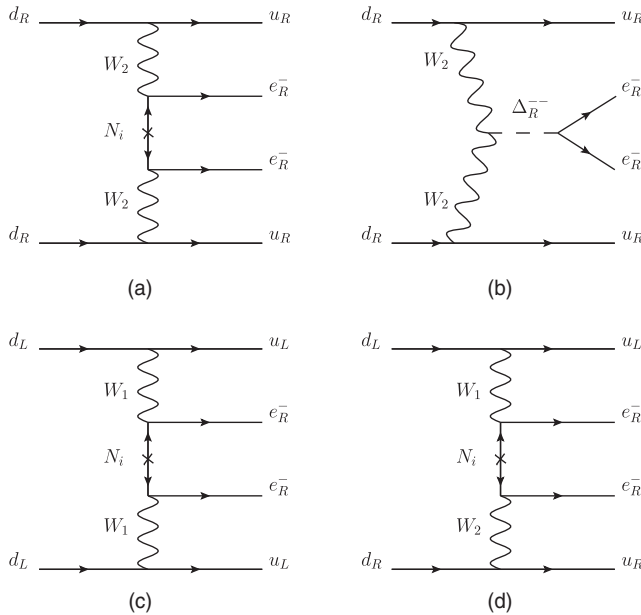 d_R u_R d_R u_R
W_2 W_2
e_R^- e_R^-
N_i Δ_R^{--}
e_R^- e_R^-
W_2 W_2
d_R u_R d_R u_R
(a) (b)
d_L u_L d_L u_L
W_1 W_1
e_R^- e_R^-
N_i N_i
e_R^- e_R^-
W_1 W_2
d_L u_L d_R u_R
(c) (d)